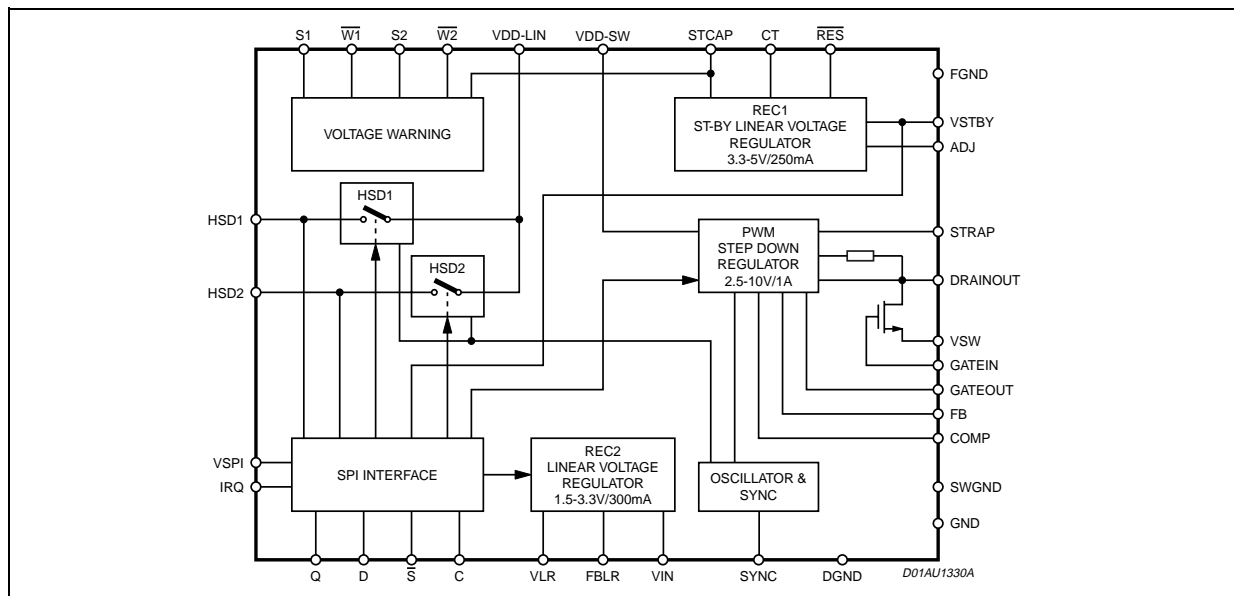 S1
W1
S2
W2
VDD-LIN
VDD-SW
STCAP
CT
RES
FGND
VOLTAGE WARNING
REC1
ST-BY LINEAR VOLTAGE
REGULATOR
3.3-5V/250mA
VSTBY
ADJ
HSD1
HSD1
PWM
STEP DOWN
REGULATOR
2.5-10V/1A
STRAP
HSD2
HSD2
DRAINOUT
VSW
GATEIN
GATEOUT
FB
COMP
VSPI
IRQ
SPI INTERFACE
REC2
LINEAR VOLTAGE
REGULATOR
1.5-3.3V/300mA
OSCILLATOR &
SYNC
SWGND
GND
Q
D
S
C
VLR
FBLR
VIN
SYNC
DGND
D01AU1330A